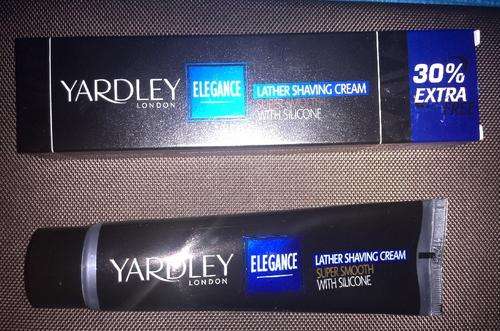 YARDLEY
LONDON
ELEGANCE
LATHER SHAVING CREAM
WITH SILICONE
30%
EXTRA
FREE
YARDLEY
LONDON
ELEGANCE
LATHER SHAVING CREAM
SUPER SMOOTH
WITH SILICONE